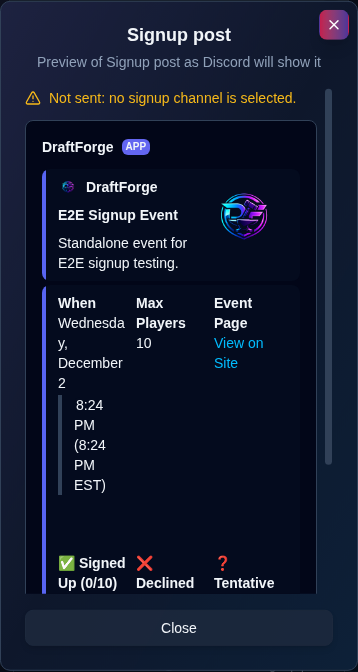 Signup post
Preview of Signup post as Discord will show it
Not sent: no signup channel is selected.
DraftForge APP
DraftForge
E2E Signup Event
Standalone event for
E2E signup testing.
When
Wednesda
y,
December
2
8:24
PM
(8:24
PM
EST)
Max
Players
10
Event
Page
View on
Site
✅ Signed
Up (0/10)
❌
Declined
❓
Tentative
Close